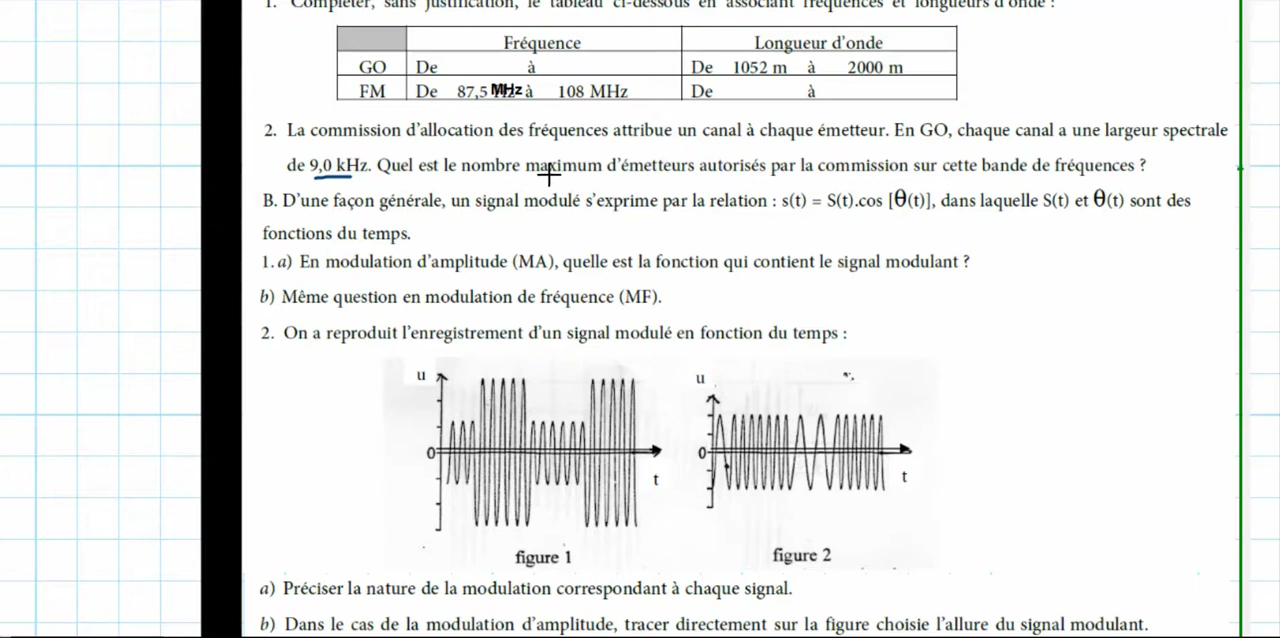 1. Compléter, sans justification, le tableau ci-dessous en associant fréquences et longueurs d'onde :
Fréquence Longueur d'onde
GO De à De 1052 m à 2000 m
FM De 87,5 MHz à 108 MHz De à
2. La commission d'allocation des fréquences attribue un canal à chaque émetteur. En GO, chaque canal a une largeur spectrale
de 9,0 kHz. Quel est le nombre maximum d'émetteurs autorisés par la commission sur cette bande de fréquences ?
B. D'une façon générale, un signal modulé s'exprime par la relation : s(t) = S(t).cos [θ(t)], dans laquelle S(t) et θ(t) sont des
fonctions du temps.
1. a) En modulation d'amplitude (MA), quelle est la fonction qui contient le signal modulant ?
b) Même question en modulation de fréquence (MF).
2. On a reproduit l'enregistrement d'un signal modulé en fonction du temps :
u u
0 0
t t
figure 1 figure 2
a) Préciser la nature de la modulation correspondant à chaque signal.
b) Dans le cas de la modulation d'amplitude, tracer directement sur la figure choisie l'allure du signal modulant.